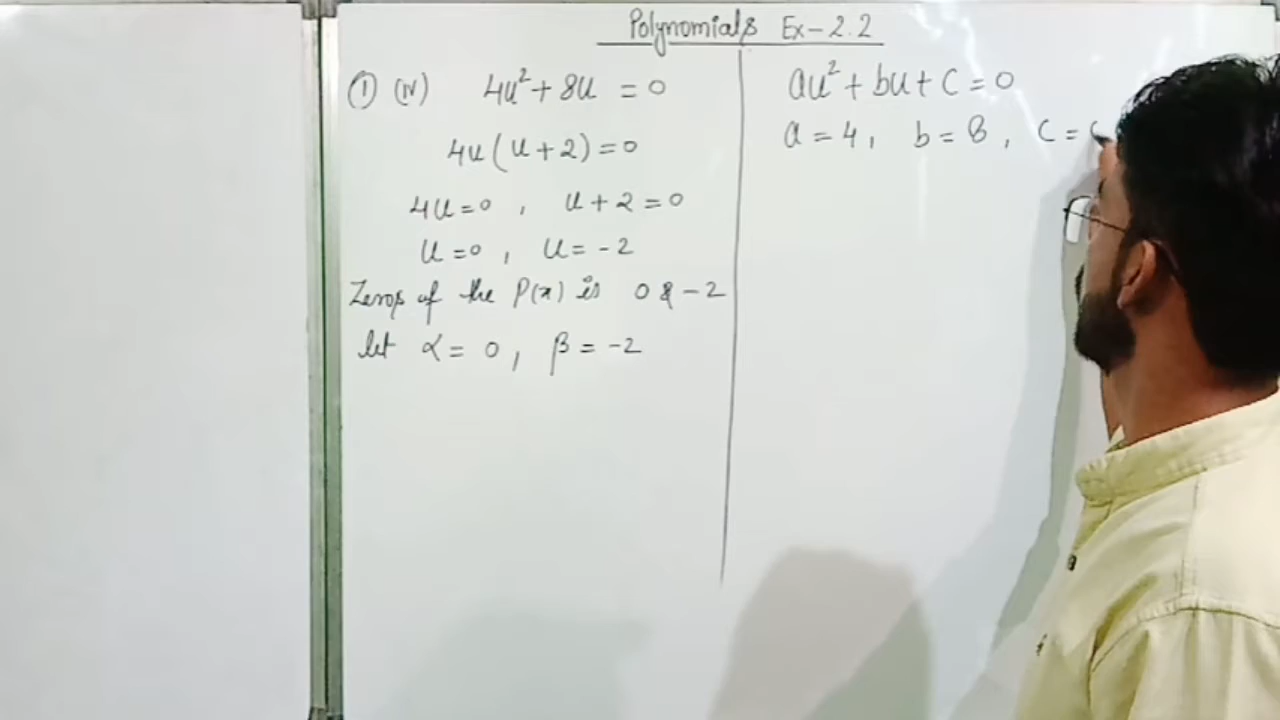 Polynomials Ex-2.2
① (iv) 4u² + 8u = 0
4u(u+2)=0
4u=0 , u+2=0
u=0 , u=-2
Zeros of the P(x) is 0 & -2
let α = 0 , β = -2
au² + bu + c = 0
a = 4 , b = 8 , c =